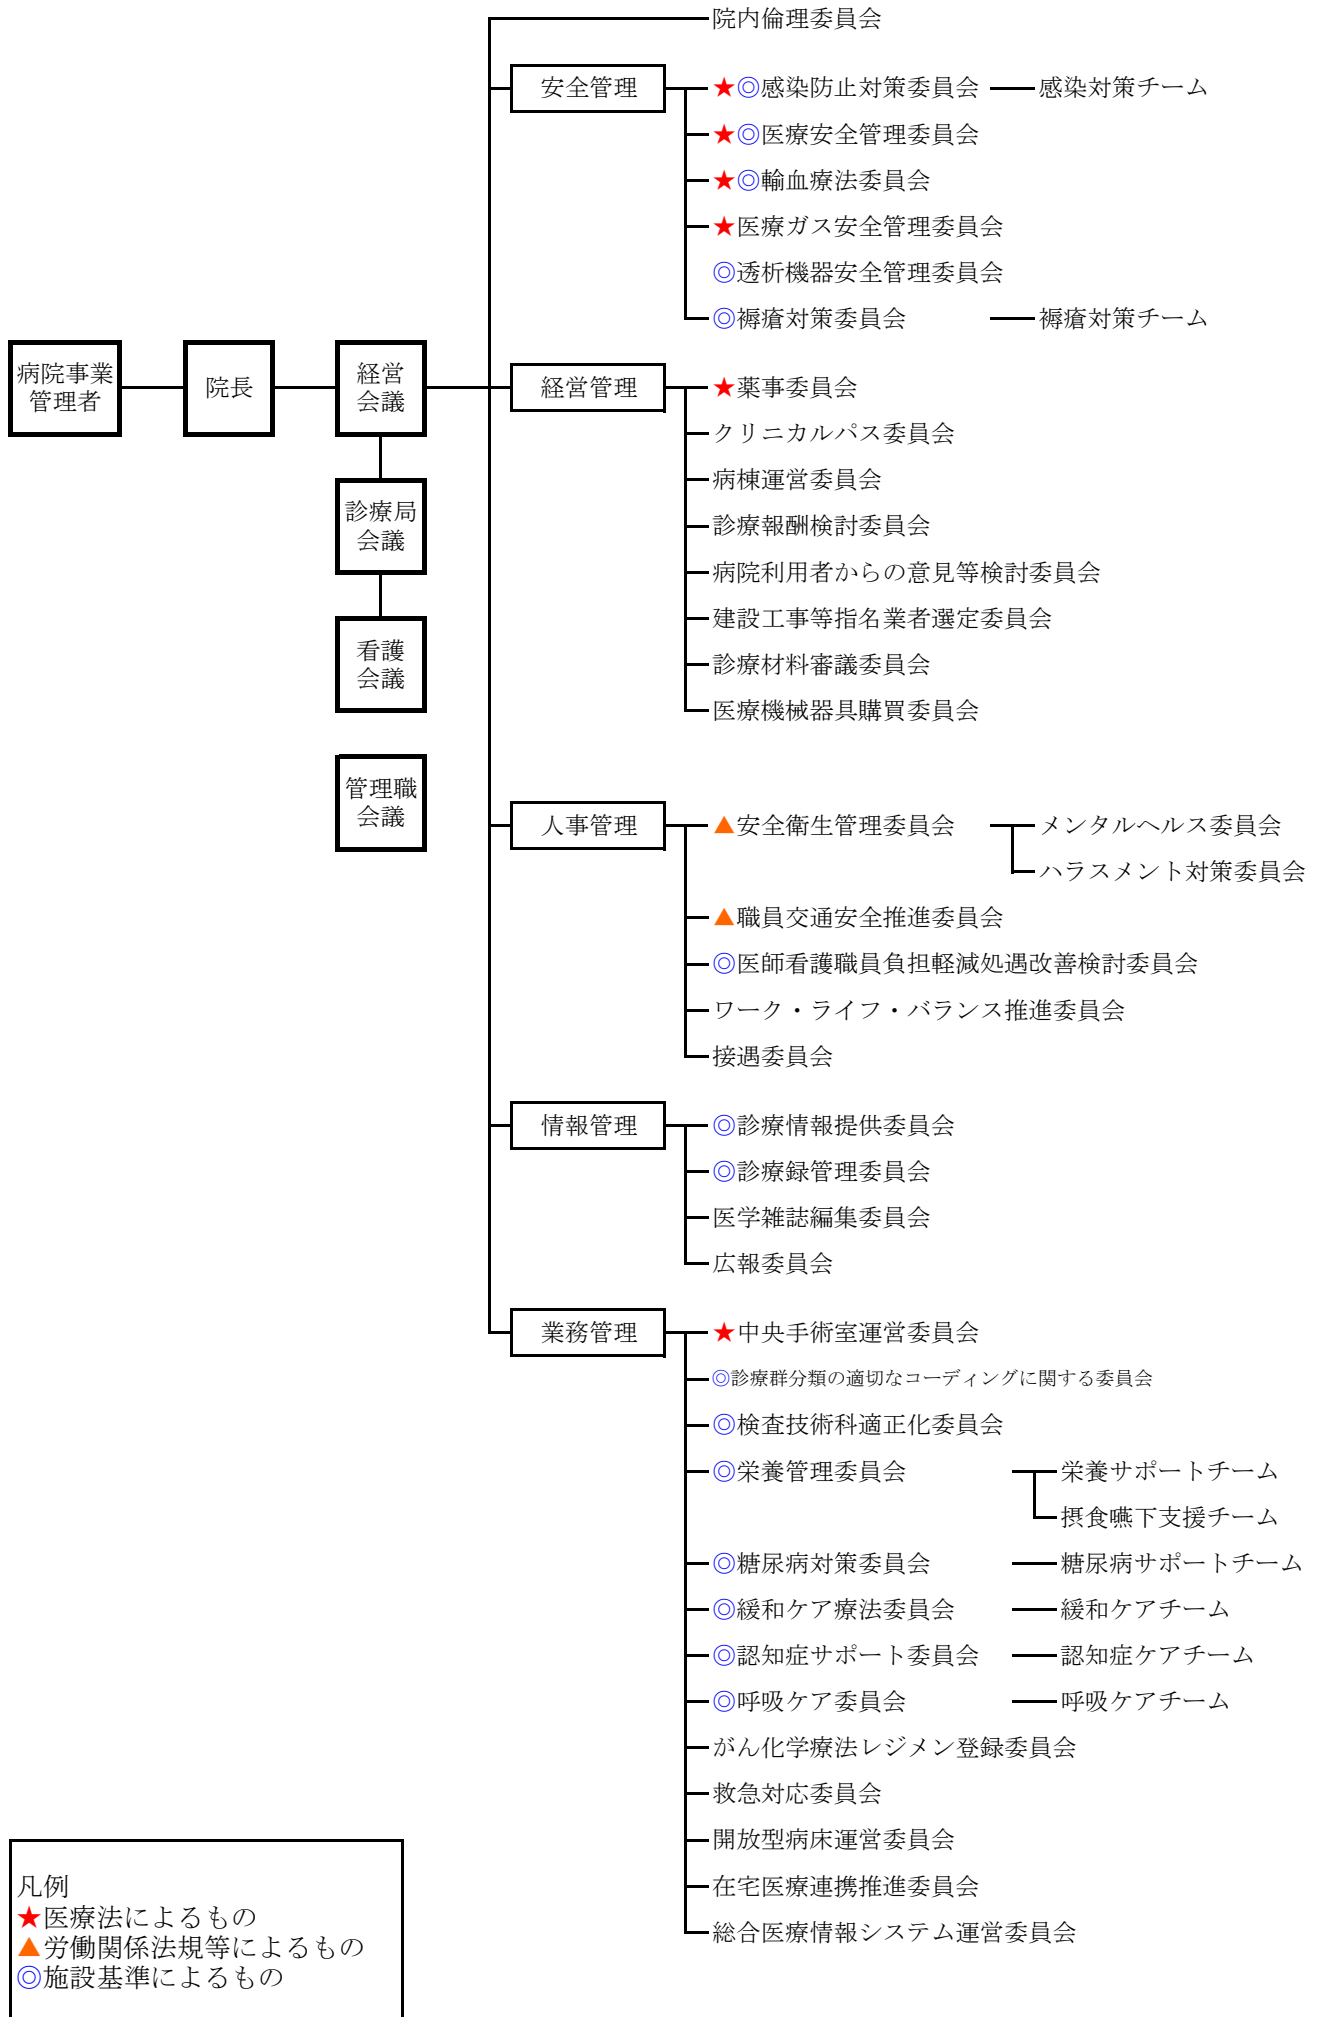 院内倫理委員会
安全管理
★◎感染防止対策委員会
感染対策チーム
★◎医療安全管理委員会
★◎輸血療法委員会
★医療ガス安全管理委員会
◎透析機器安全管理委員会
◎褥瘡対策委員会
褥瘡対策チーム
病院事業
管理者
院長
経営
会議
診療局
会議
看護
会議
管理職
会議
経営管理
★薬事委員会
クリニカルパス委員会
病棟運営委員会
診療報酬検討委員会
病院利用者からの意見等検討委員会
建設工事等指名業者選定委員会
診療材料審議委員会
医療機械器具購買委員会
人事管理
▲安全衛生管理委員会
メンタルヘルス委員会
ハラスメント対策委員会
▲職員交通安全推進委員会
◎医師看護職員負担軽減処遇改善検討委員会
ワーク・ライフ・バランス推進委員会
接遇委員会
情報管理
◎診療情報提供委員会
◎診療録管理委員会
医学雑誌編集委員会
広報委員会
業務管理
★中央手術室運営委員会
◎診療群分類の適切なコーディングに関する委員会
◎検査技術科適正化委員会
◎栄養管理委員会
栄養サポートチーム
摂食嚥下支援チーム
◎糖尿病対策委員会
糖尿病サポートチーム
◎緩和ケア療法委員会
緩和ケアチーム
◎認知症サポート委員会
認知症ケアチーム
◎呼吸ケア委員会
呼吸ケアチーム
がん化学療法レジメン登録委員会
救急対応委員会
開放型病床運営委員会
在宅医療連携推進委員会
総合医療情報システム運営委員会
凡例
★医療法によるもの
▲労働関係法規等によるもの
◎施設基準によるもの